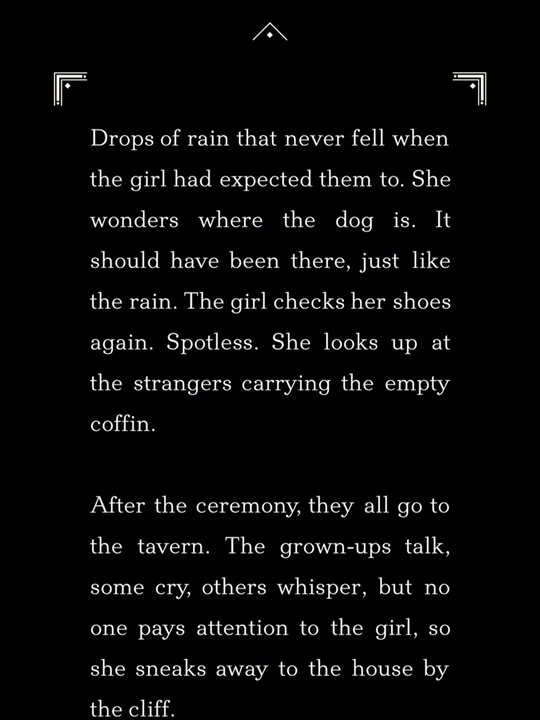 Drops of rain that never fell when
the girl had expected them to. She
wonders where the dog is. It
should have been there, just like
the rain. The girl checks her shoes
again. Spotless. She looks up at
the strangers carrying the empty
coffin.
After the ceremony, they all go to
the tavern. The grown-ups talk,
some cry, others whisper, but no
one pays attention to the girl, so
she sneaks away to the house by
the cliff.